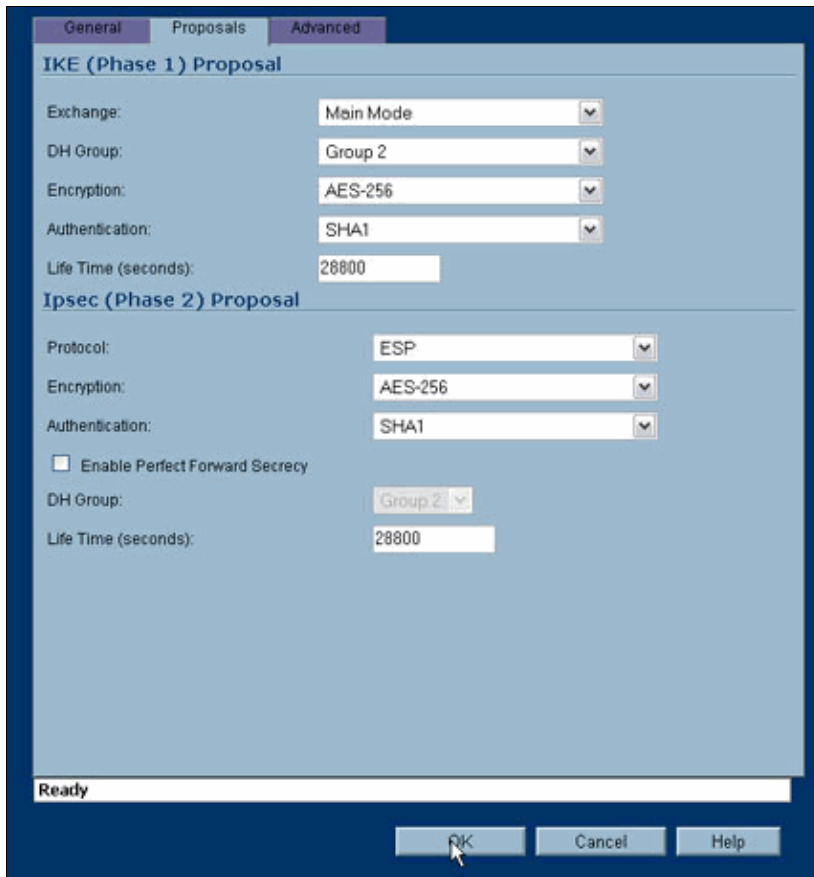 General Proposals Advanced
IKE (Phase 1) Proposal
Exchange: Main Mode
DH Group: Group 2
Encryption: AES-256
Authentication: SHA1
Life Time (seconds): 28800
Ipsec (Phase 2) Proposal
Protocol: ESP
Encryption: AES-256
Authentication: SHA1
Enable Perfect Forward Secrecy
DH Group: Group 2
Life Time (seconds): 28800
Ready
OK Cancel Help